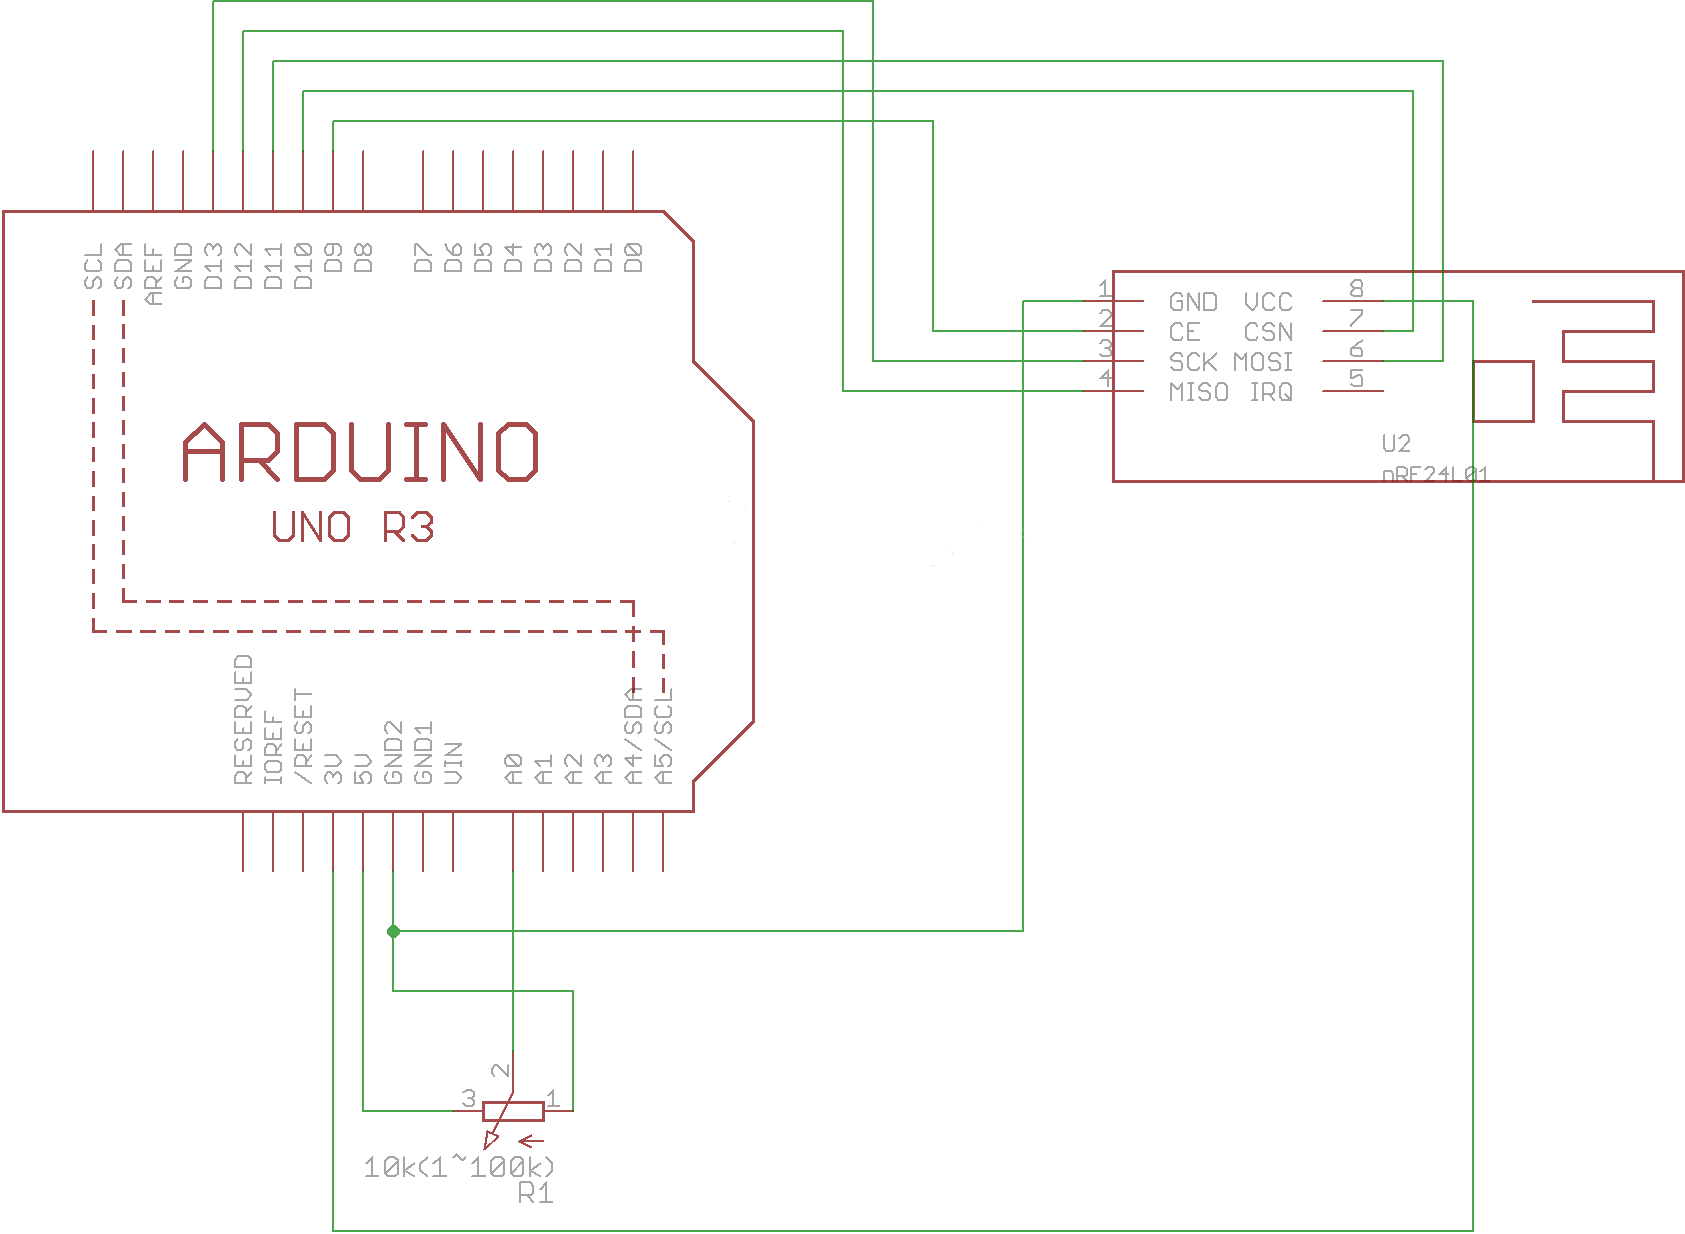 SCL
SDA
AREF
GND
D13
D12
D11
D10
D9
D8
D7
D6
D5
D4
D3
D2
D1
D0
ARDUINO
UNO R3
RESERVED
IOREF
/RESET
3V
5V
GND2
GND1
VIN
A0
A1
A2
A3
A4/SDA
A5/SCL
1 GND VCC 8
2 CE CSN 7
3 SCK MOSI 6
4 MISO IRQ 5
U2
nRF24L01
2
3 1
10k(1~100k)
R1